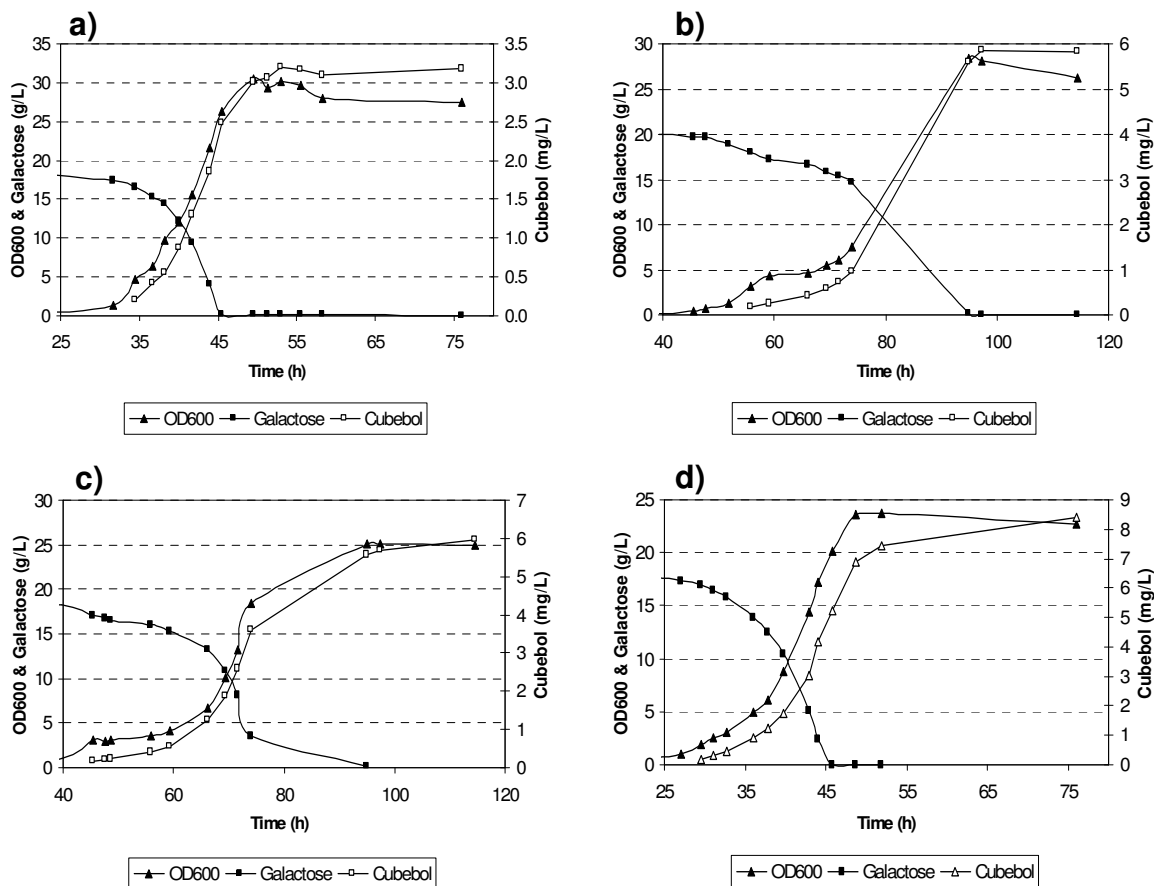 a)
35
30
25
20
15
10
5
0
3.5
3.0
2.5
2.0
1.5
1.0
0.5
0.0
25 35 45 55 65 75
OD600 & Galactose (g/L)
Cubebol (mg/L)
Time (h)
OD600 Galactose Cubebol
b)
30
25
20
15
10
5
0
6
5
4
3
2
1
0
40 60 80 100 120
OD600 & Galactose (g/L)
Cubebol (mg/L)
Time (h)
OD600 Galactose Cubebol
c)
30
25
20
15
10
5
0
7
6
5
4
3
2
1
0
40 60 80 100 120
OD600 & Galactose (g/L)
Cubebol (mg/L)
Time (h)
OD600 Galactose Cubebol
d)
25
20
15
10
5
0
9
8
7
6
5
4
3
2
1
0
25 35 45 55 65 75
OD600 & Galactose (g/L)
Cubebol (mg/L)
Time (h)
OD600 Galactose Cubebol